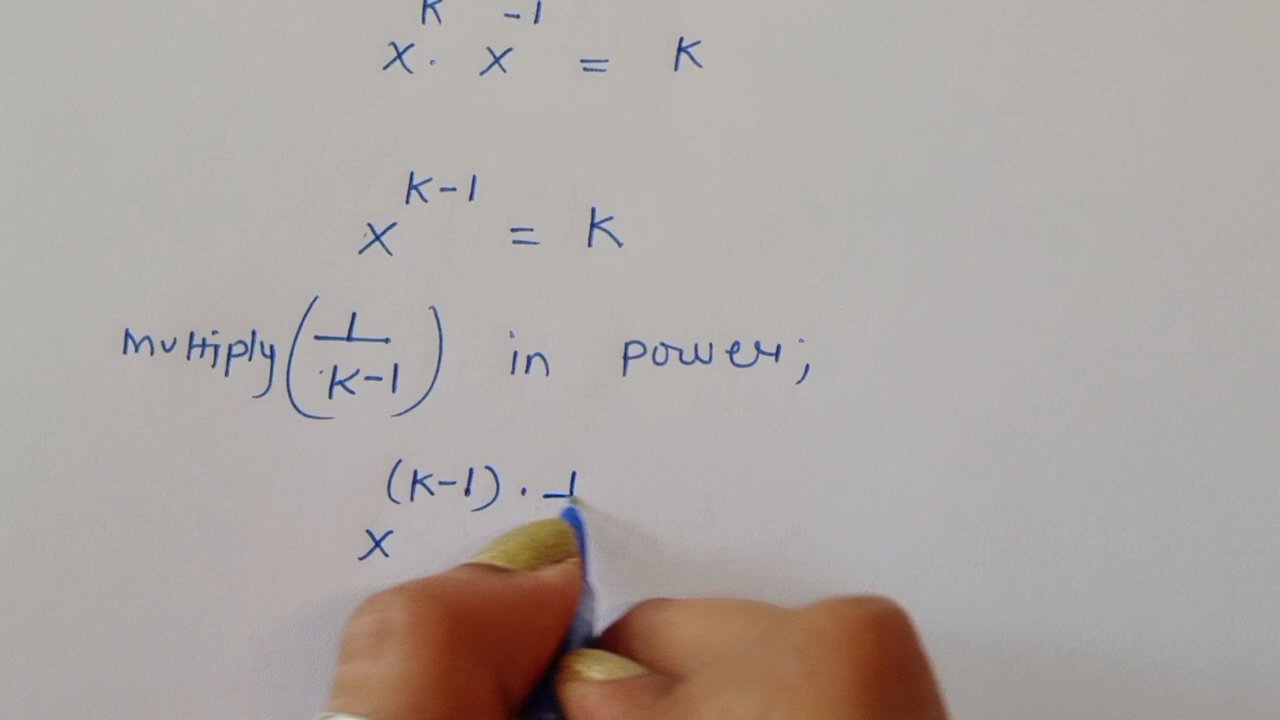 x^K . x^-1 = K
x^K-1 = K
multiply (1/K-1) in power;
x^(K-1) . 1